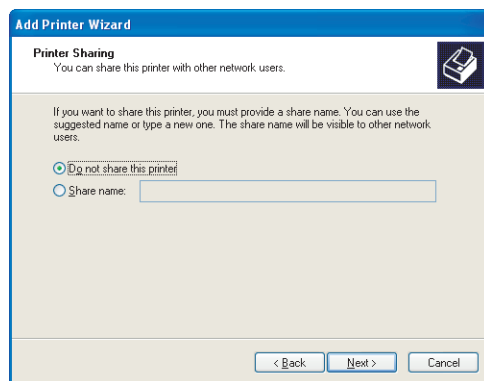 Add Printer Wizard
Printer Sharing
You can share this printer with other network users.
If you want to share this printer, you must provide a share name. You can use the
suggested name or type a new one. The share name will be visible to other network
users.
Do not share this printer
Share name:
< Back
Next >
Cancel